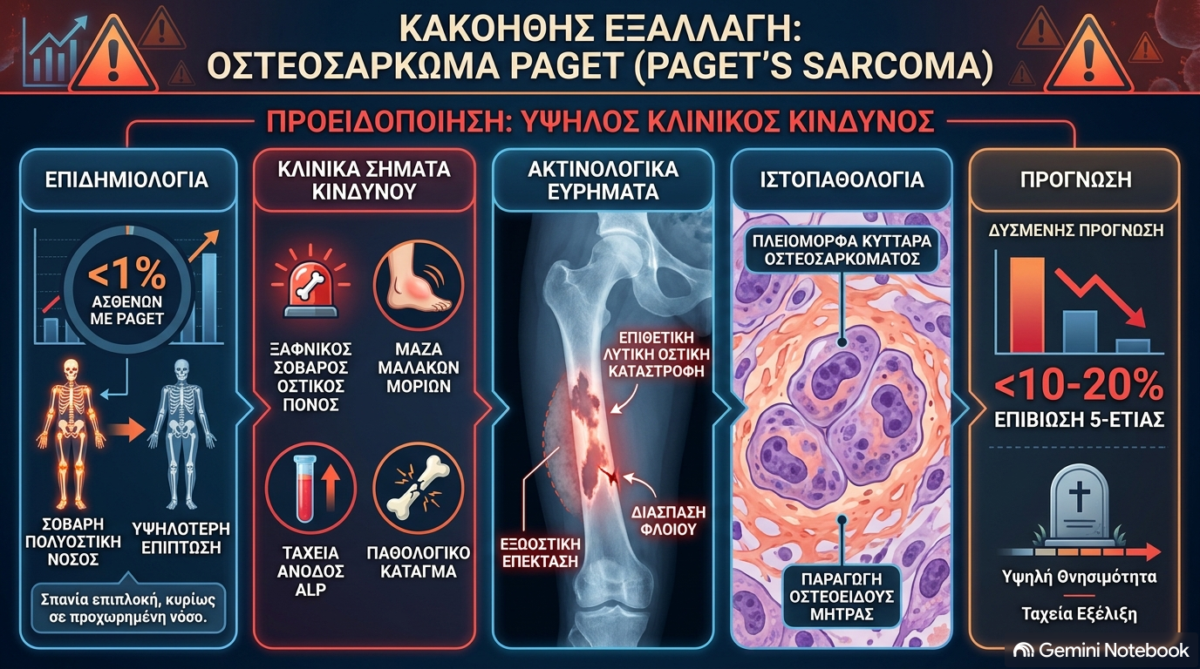 ΚΑΚΟΗΘΗΣ ΕΞΑΛΛΑΓΗ:
ΟΣΤΕΟΣΑΡΚΩΜΑ PAGET (PAGET'S SARCOMA)
ΠΡΟΕΙΔΟΠΟΙΗΣΗ: ΥΨΗΛΟΣ ΚΛΙΝΙΚΟΣ ΚΙΝΔΥΝΟΣ
ΕΠΙΔΗΜΙΟΛΟΓΙΑ
<1%
ΑΣΘΕΝΩΝ
ΜΕ PAGET
ΣΟΒΑΡΗ
ΠΟΛΥΟΣΤΙΚΗ
ΝΟΣΟΣ
ΥΨΗΛΟΤΕΡΗ
ΕΠΙΠΤΩΣΗ
Σπανία επιπλοκή, κυρίως
σε προχωρημένη νόσο.
ΚΛΙΝΙΚΑ ΣΗΜΑΤΑ
ΚΙΝΔΥΝΟΥ
ΞΑΦΝΙΚΟΣ
ΣΟΒΑΡΟΣ
ΟΣΤΙΚΟΣ
ΠΟΝΟΣ
ΜΑΖΑ
ΜΑΛΑΚΩΝ
ΜΟΡΙΩΝ
ΤΑΧΕΙΑ
ΑΝΟΔΟΣ
ALP
ΠΑΘΟΛΟΓΙΚΟ
ΚΑΤΑΓΜΑ
ΑΚΤΙΝΟΛΟΓΙΚΑ
ΕΥΡΗΜΑΤΑ
ΕΠΙΘΕΤΙΚΗ
ΛΥΤΙΚΗ ΟΣΤΙΚΗ
ΚΑΤΑΣΤΡΟΦΗ
ΔΙΑΣΠΑΣΗ
ΦΛΟΙΟΥ
ΕΞΩΟΣΤΙΚΗ
ΕΠΕΚΤΑΣΗ
ΙΣΤΟΠΑΘΟΛΟΓΙΑ
ΠΛΕΙΟΜΟΡΦΑ ΚΥΤΤΑΡΑ
ΟΣΤΕΟΣΑΡΚΩΜΑΤΟΣ
ΠΑΡΑΓΩΓΗ
ΟΣΤΕΟΕΙΔΟΥΣ
ΜΗΤΡΑΣ
ΠΡΟΓΝΩΣΗ
ΔΥΣΜΕΝΗΣ ΠΡΟΓΝΩΣΗ
<10-20%
ΕΠΙΒΙΩΣΗ 5-ΕΤΙΑΣ
Υψηλή Θνησιμότητα
Ταχεία Εξέλιξη
Gemini Notebook